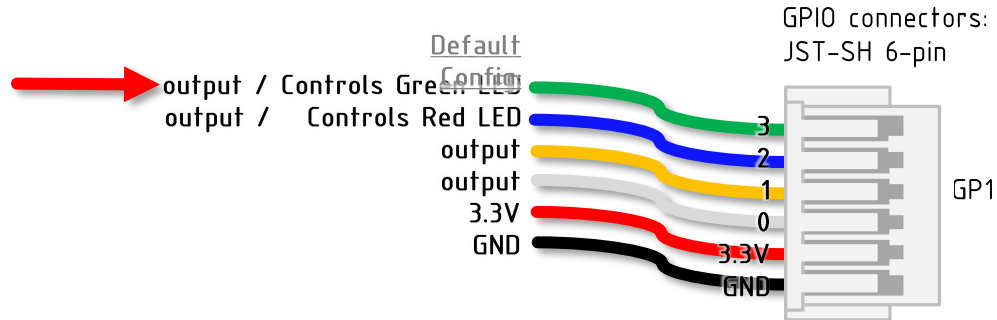 GPIO connectors:
JST-SH 6-pin
Default
Config:
output / Controls Green LED
output / Controls Red LED
output
output
3.3V
GND
3
2
1
0
3.3V
GND
GP1